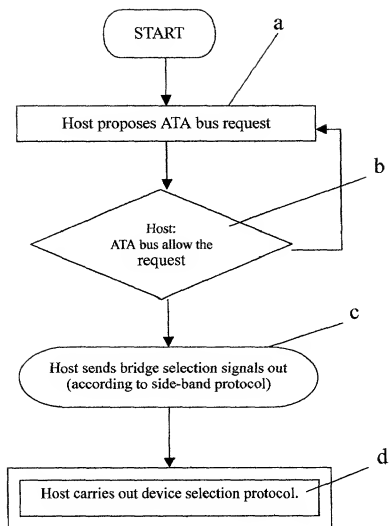 START
a
Host proposes ATA bus request
b
Host:
ATA bus allow the
request
c
Host sends bridge selection signals out
(according to side-band protocol)
d
Host carries out device selection protocol.